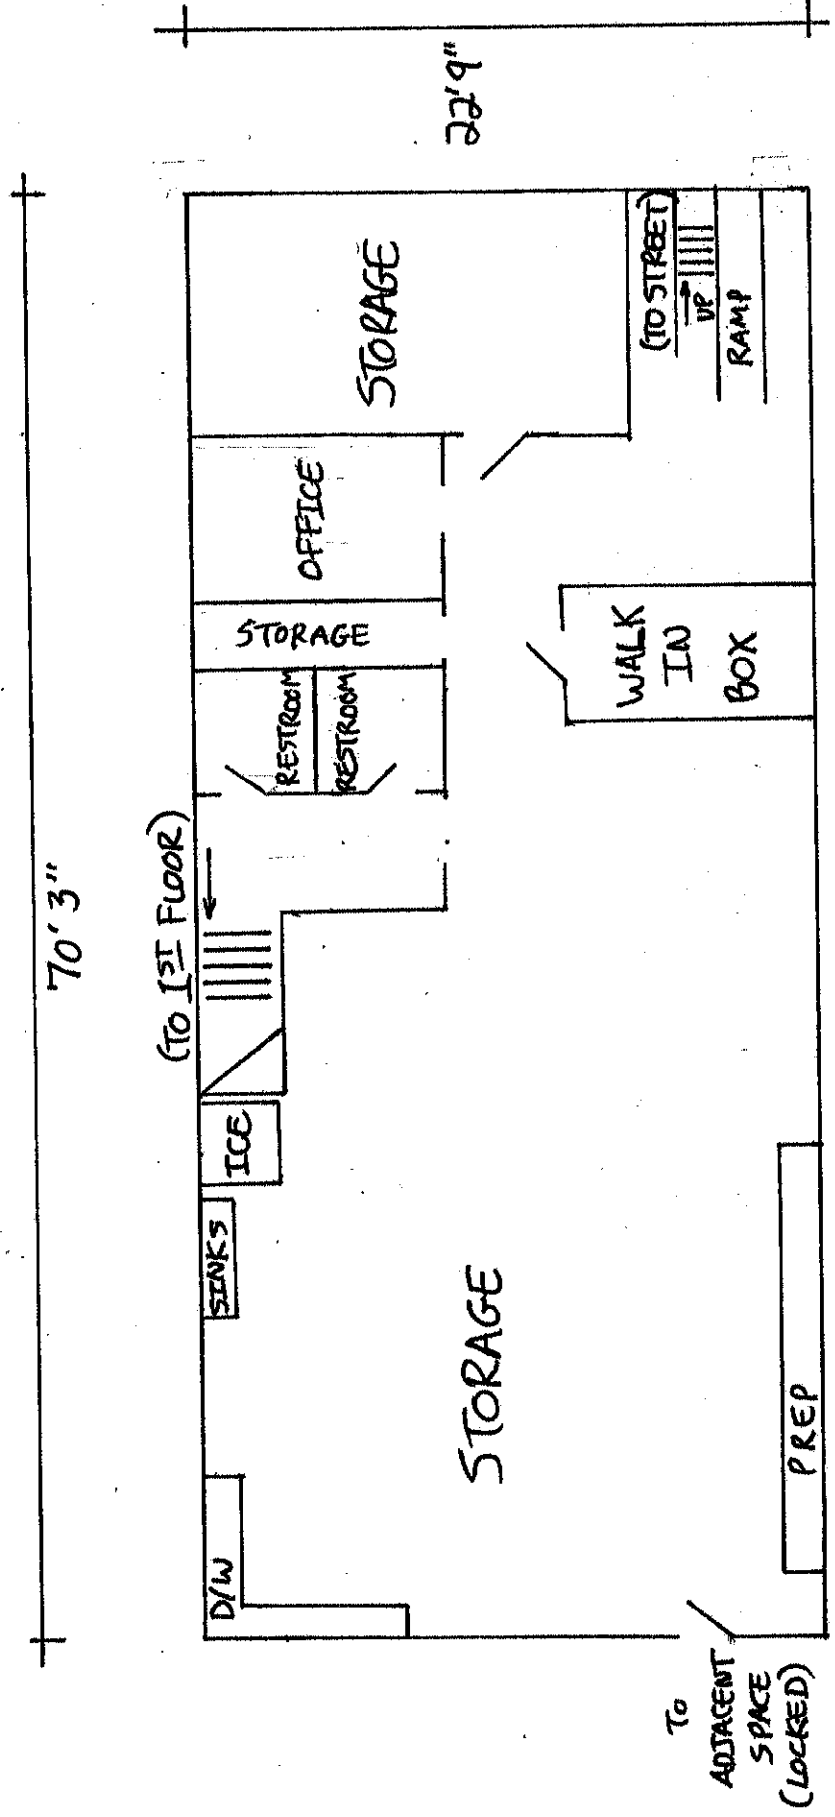 70' 3"
22' 9"
(TO 1ST FLOOR)
D/W
SINKS
ICE
RESTROOM
RESTROOM
STORAGE
OFFICE
STORAGE
(TO STREET)
UP
RAMP
WALK
IN
BOX
STORAGE
PREP
To
ADJACENT
SPACE
(LOCKED)